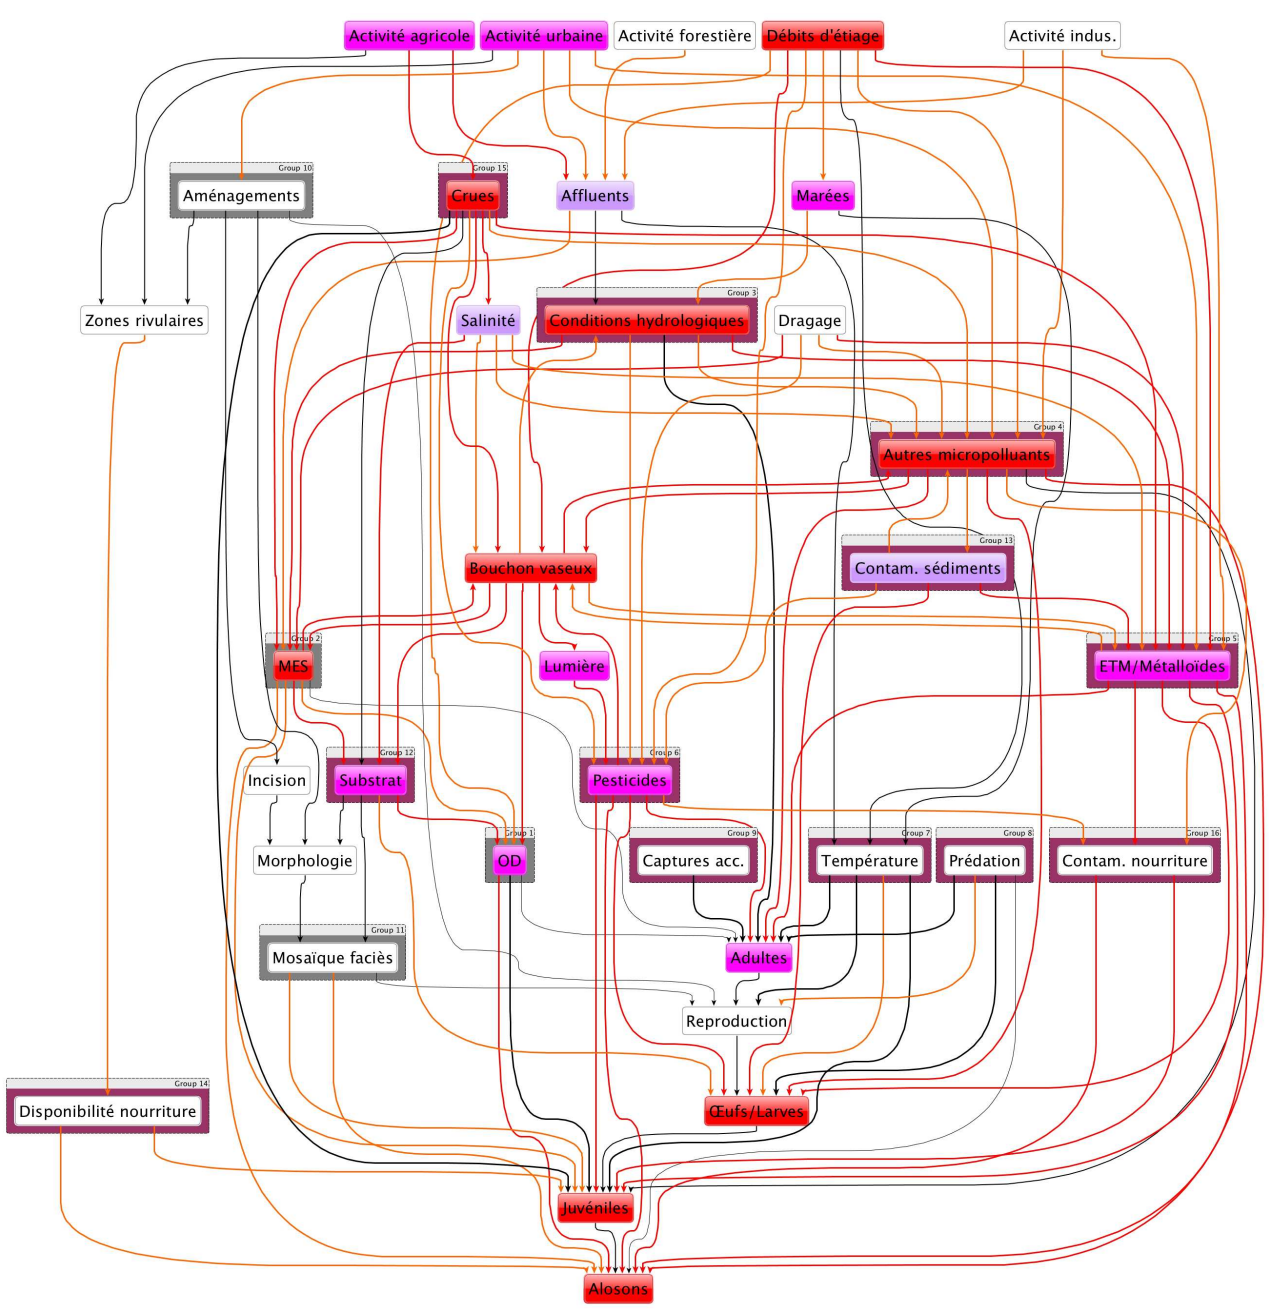 Activité agricole
Activité urbaine
Activité forestière
Débits d'étiage
Activité indus.
Group 10
Aménagements
Group 15
Crues
Affluents
Marées
Zones rivulaires
Salinité
Group 3
Conditions hydrologiques
Dragage
Group 4
Autres micropolluants
Bouchon vaseux
Group 13
Contam. sédiments
Group 2
MES
Lumière
Group 5
ETM/Métalloïdes
Incision
Group 12
Substrat
Group 6
Pesticides
Morphologie
Group 1
OD
Group 9
Captures acc.
Group 7
Température
Group 8
Prédation
Group 16
Contam. nourriture
Group 11
Mosaïque faciès
Adultes
Reproduction
Group 14
Disponibilité nourriture
Œufs/Larves
Juvéniles
Alosons